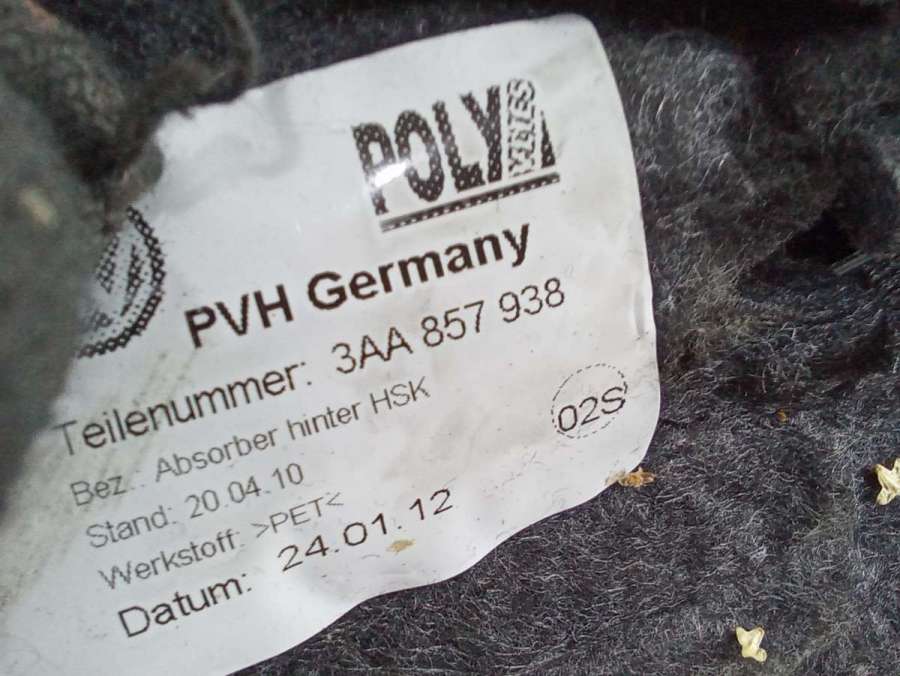 POLY
PVH Germany
Teilenummer: 3AA 857 938
Bez.: Absorber hinter HSK
02S
Stand: 20.04.10
Werkstoff: >PET<
Datum: 24.01.12